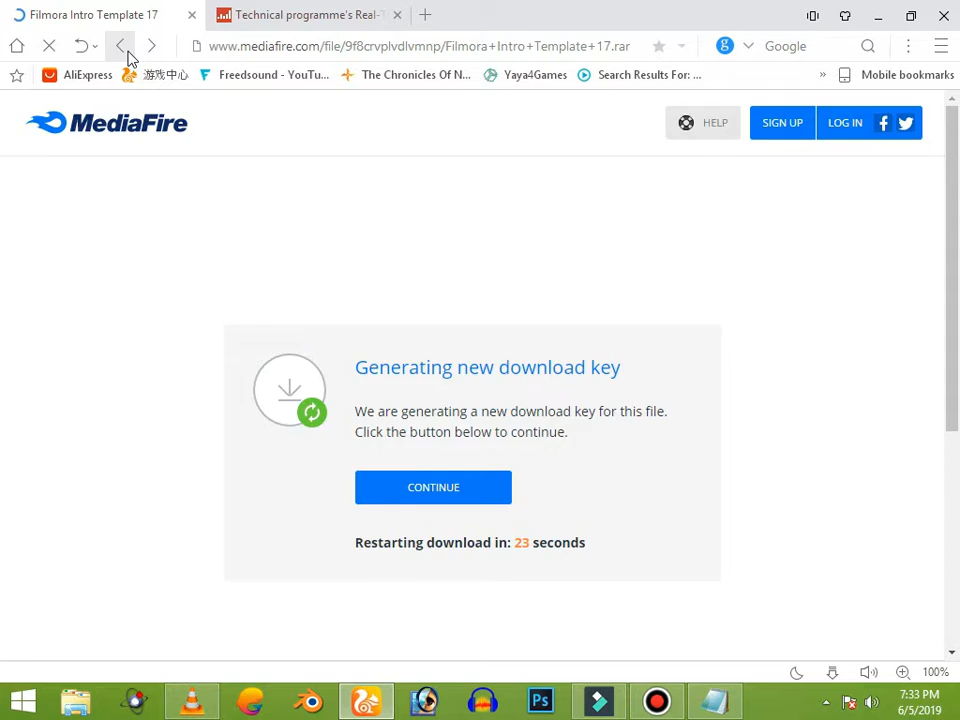 Filmora Intro Template 17
Technical programme's Real-T
www.mediafire.com/file/9f8crvplvdlvmnp/Filmora+Intro+Template+17.rar
g
Google
AliExpress
游戏中心
Freedsound - YouTu...
The Chronicles Of N...
Yaya4Games
Search Results For: ...
»
Mobile bookmarks
MediaFire
HELP
SIGN UP
LOG IN
Generating new download key
We are generating a new download key for this file.
Click the button below to continue.
CONTINUE
Restarting download in: 23 seconds
100%
Ps
7:33 PM
6/5/2019